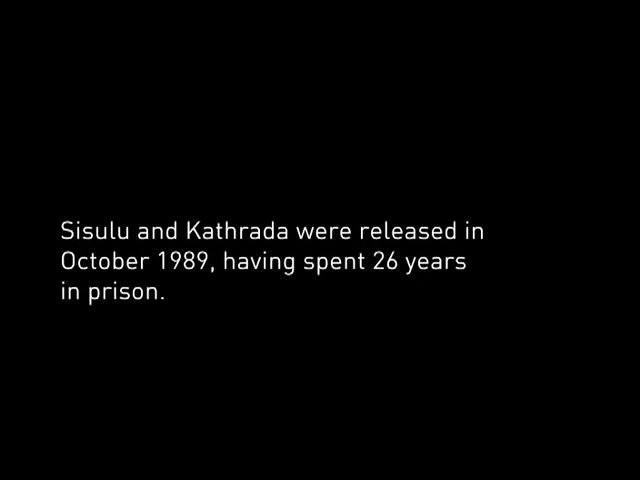 Sisulu and Kathrada were released in
October 1989, having spent 26 years
in prison.